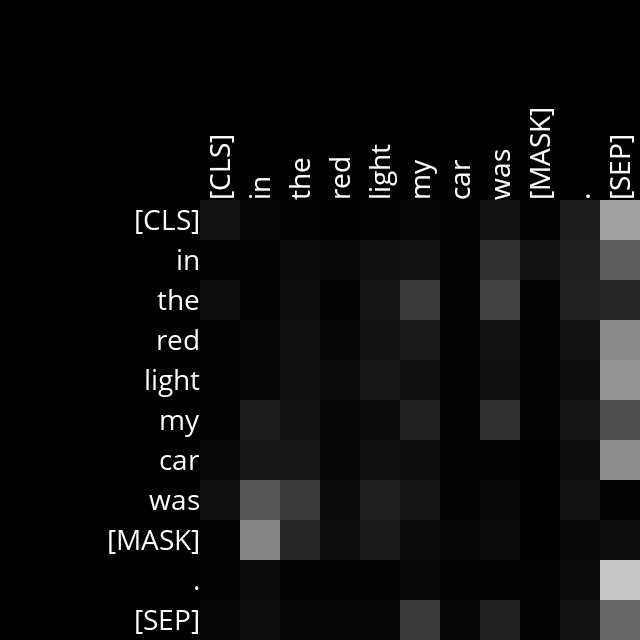 [CLS] in the red light my car was [MASK] . [SEP]
[CLS]
in
the
red
light
my
car
was
[MASK]
.
[SEP]